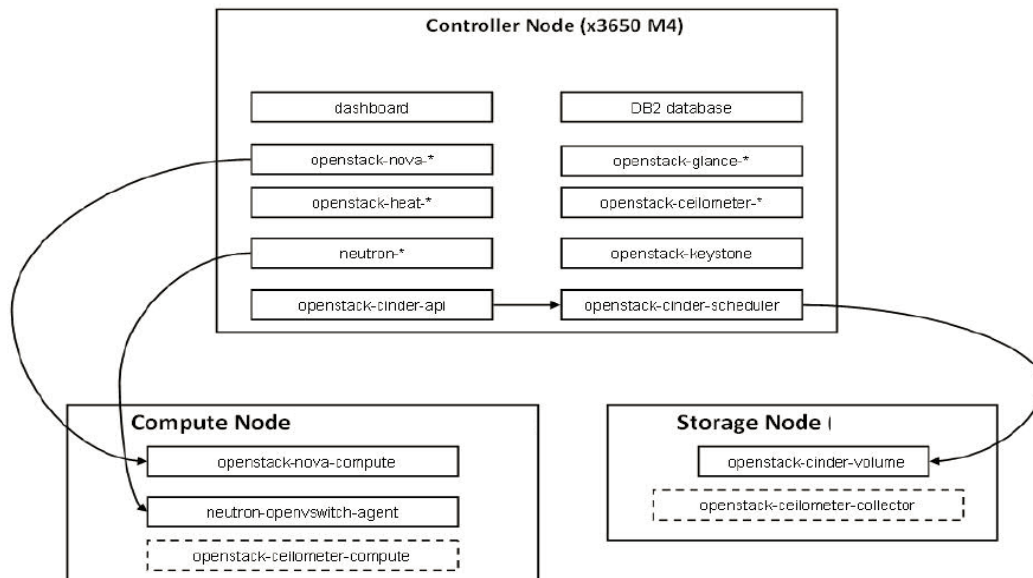 Controller Node (x3650 M4)
dashboard
DB2 database
openstack-nova-*
openstack-glance-*
openstack-heat-*
openstack-ceilometer-*
neutron-*
openstack-keystone
openstack-cinder-api
openstack-cinder-scheduler
Compute Node
openstack-nova-compute
neutron-openvswitch-agent
openstack-ceilometer-compute
Storage Node (
openstack-cinder-volume
openstack-ceilometer-collector